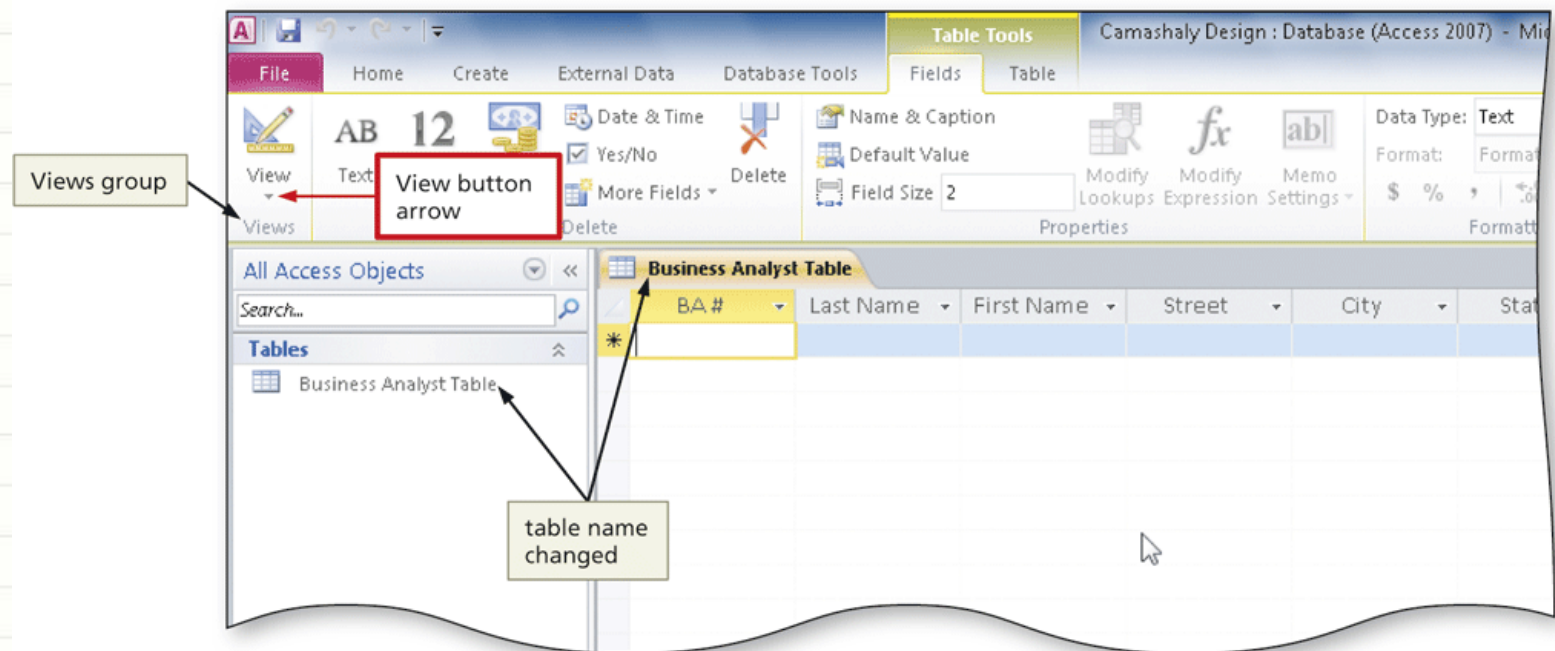 A
Table Tools
Camashaly Design : Database (Access 2007) - Mic
File Home Create External Data Database Tools Fields Table
AB 12 Date & Time Name & Caption fx ab| Data Type: Text
Yes/No Default Value Format: Format
View Text Delete Modify Modify Memo
More Fields Field Size 2 Lookups Expression Settings $ % ,
Views Delete Properties Formatt
Views group
View button
arrow
All Access Objects «
Business Analyst Table
Search...
BA # Last Name First Name Street City Stat
Tables
Business Analyst Table
table name
changed